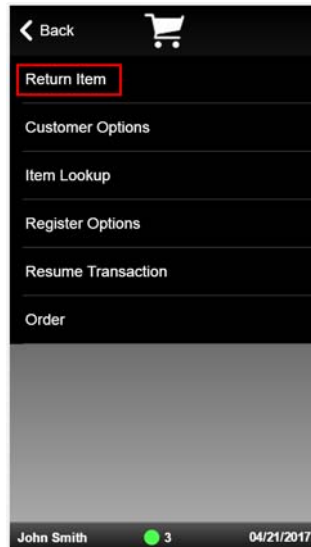 Back
Return Item
Customer Options
Item Lookup
Register Options
Resume Transaction
Order
John Smith 3 04/21/2017